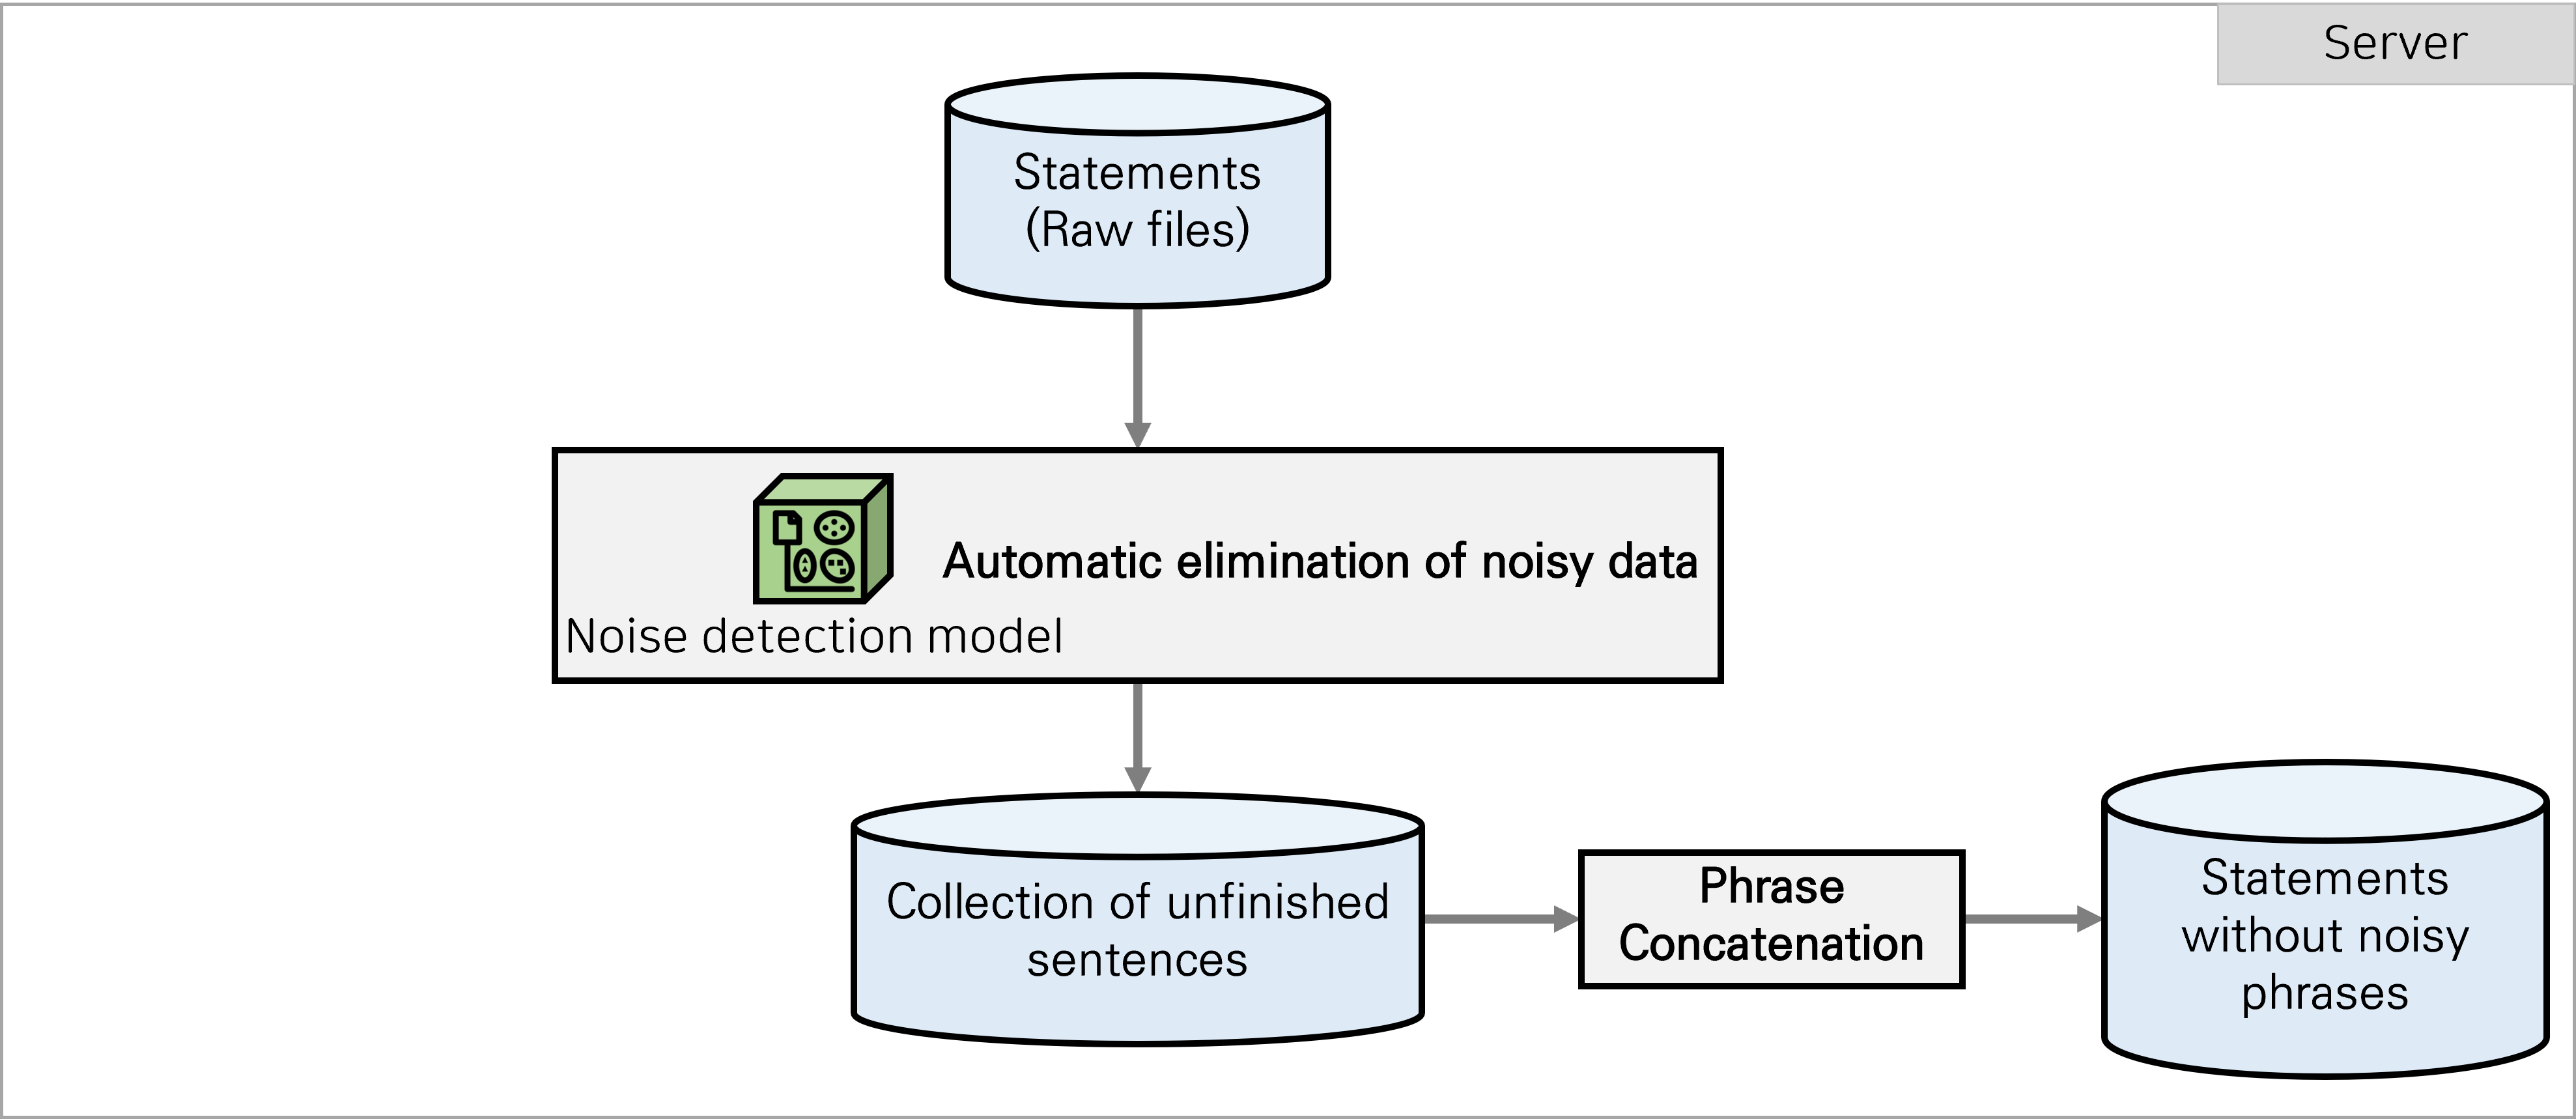 Server
Statements
(Raw files)
Automatic elimination of noisy data
Noise detection model
Collection of unfinished
sentences
Phrase
Concatenation
Statements
without noisy
phrases